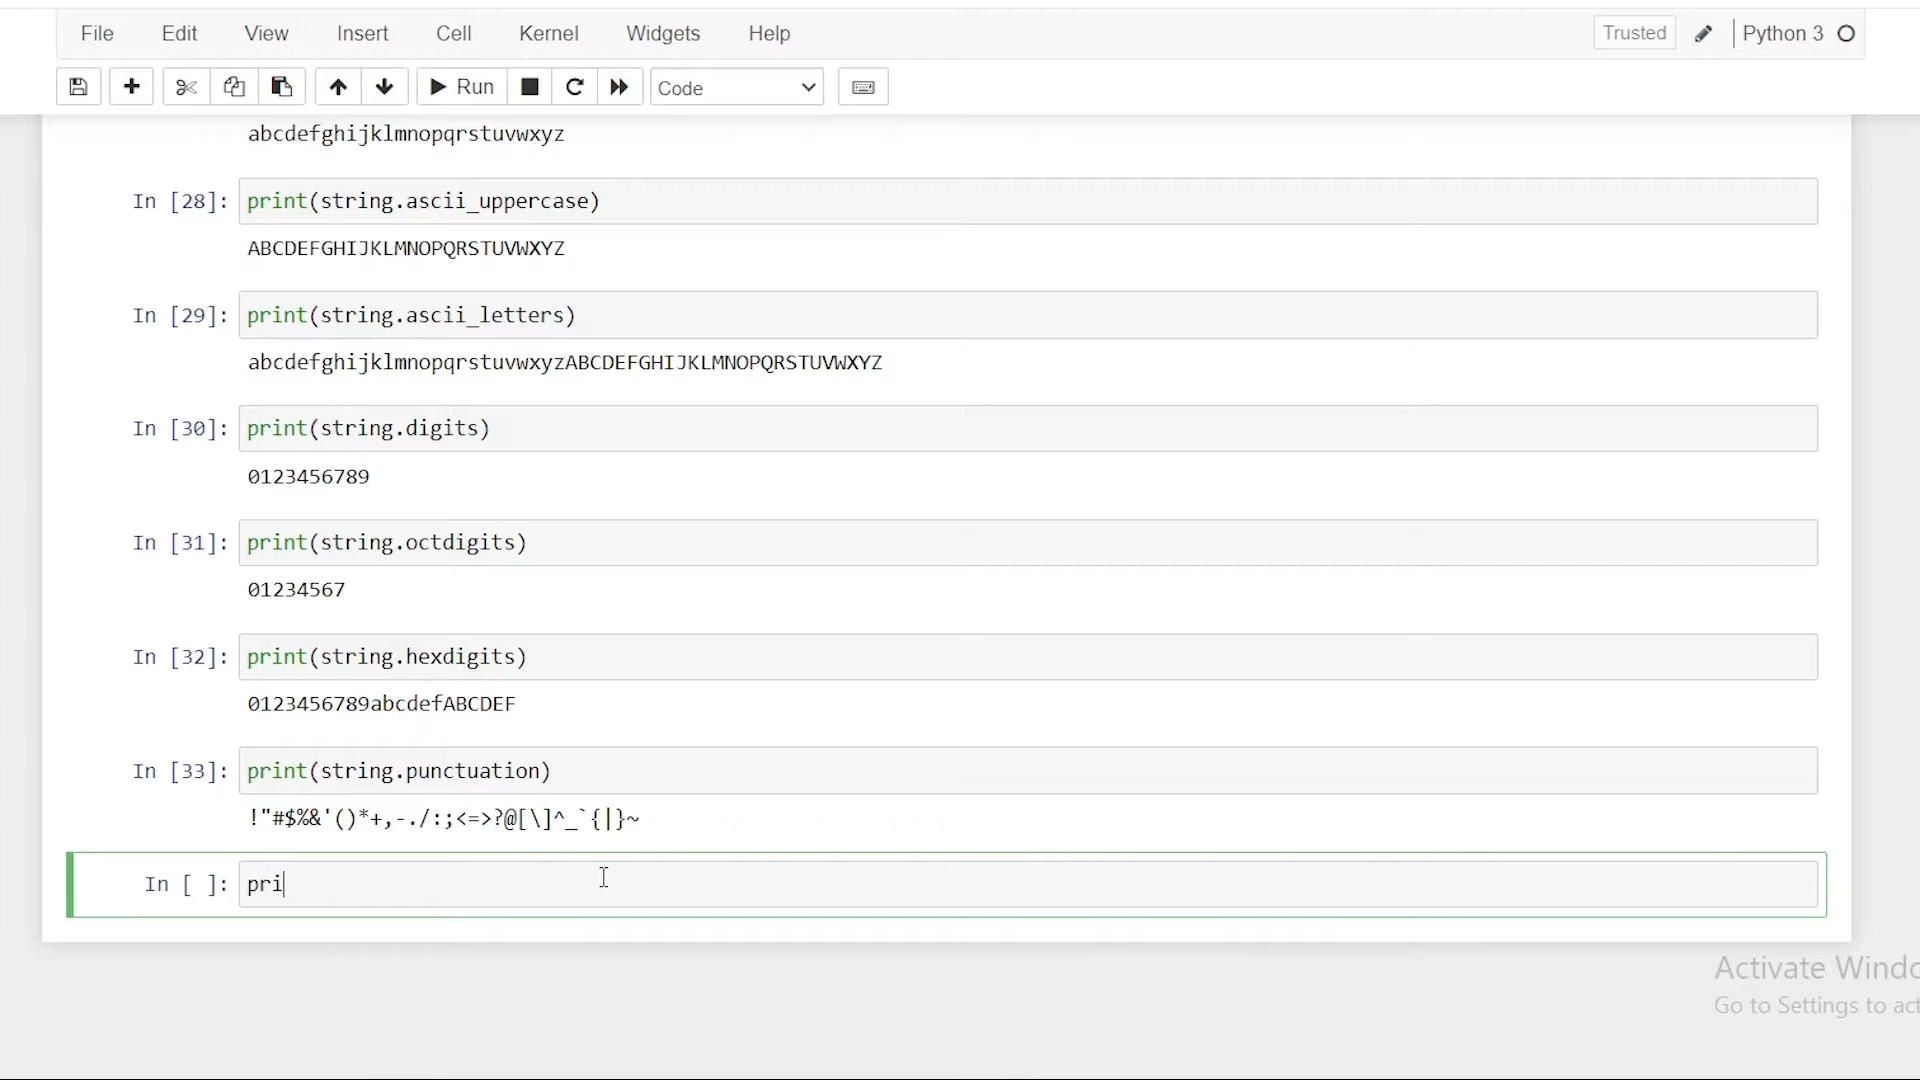 File Edit View Insert Cell Kernel Widgets Help Trusted Python 3
Run Code
abcdefghijklmnopqrstuvwxyz
In [28]: print(string.ascii_uppercase)
ABCDEFGHIJKLMNOPQRSTUVWXYZ
In [29]: print(string.ascii_letters)
abcdefghijklmnopqrstuvwxyzABCDEFGHIJKLMNOPQRSTUVWXYZ
In [30]: print(string.digits)
0123456789
In [31]: print(string.octdigits)
01234567
In [32]: print(string.hexdigits)
0123456789abcdefABCDEF
In [33]: print(string.punctuation)
!"#$%&'()*+,-./:;<=>?@[\]^_`{|}~
In [ ]: pri
Activate Windo
Go to Settings to act